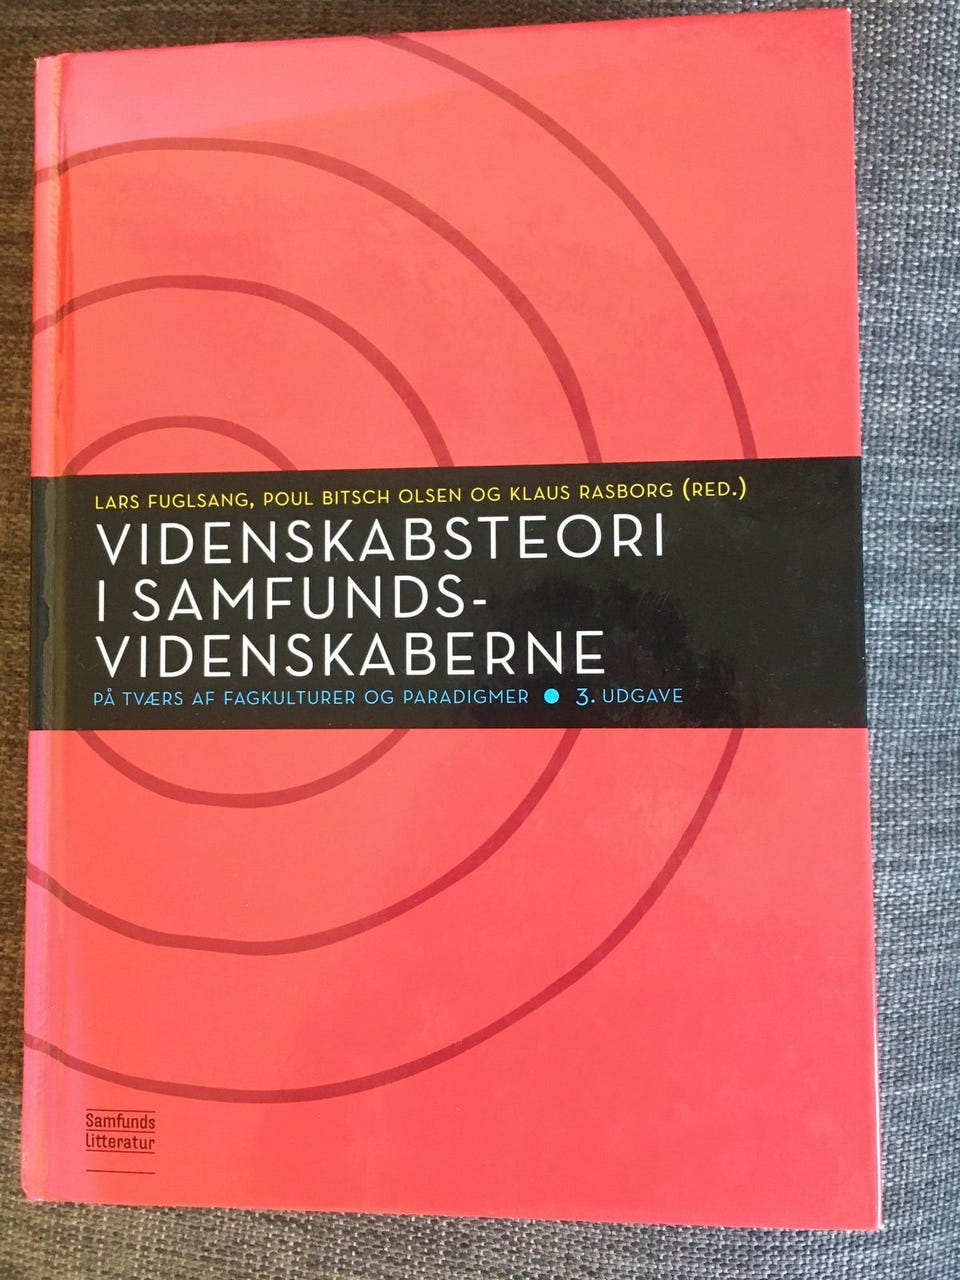 LARS FUGLSANG, POUL BITSCH OLSEN OG KLAUS RASBORG (RED.)
VIDENSKABSTEORI
I SAMFUNDS-
VIDENSKABERNE
PÅ TVÆRS AF FAGKULTURER OG PARADIGMER ● 3. UDGAVE
Samfunds
litteratur